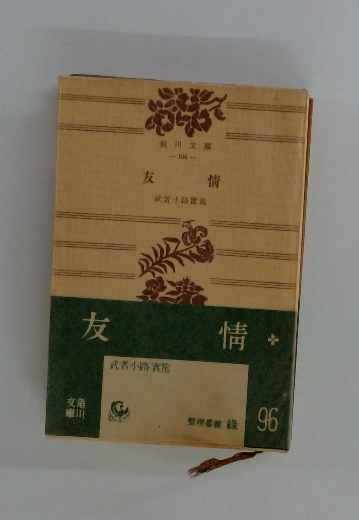 角川文庫
友情
武者小路實篤
友情
武者小路實篤
角川
文庫
整理番號 綠 96